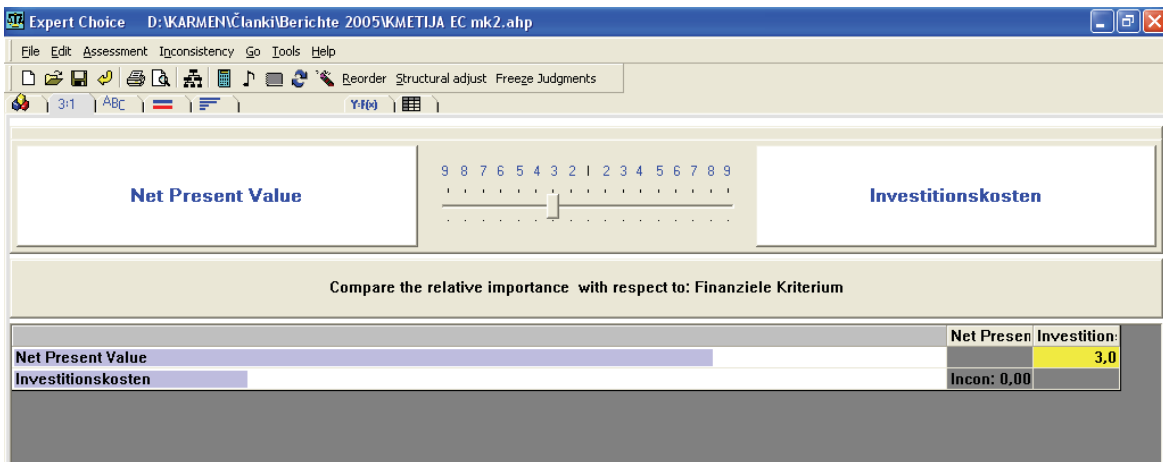 Expert Choice D:\KARMEN\Članki\Berichte 2005\KMETIJA EC mk2.ahp
File Edit Assessment Inconsistency Go Tools Help
Reorder Structural adjust Freeze Judgments
3:1 ABC Y:F(x)
9 8 7 6 5 4 3 2 1 2 3 4 5 6 7 8 9
Net Present Value Investitionskosten
Compare the relative importance with respect to: Finanziele Kriterium
Net Presen Investition
Net Present Value 3,0
Investitionskosten Incon: 0,00